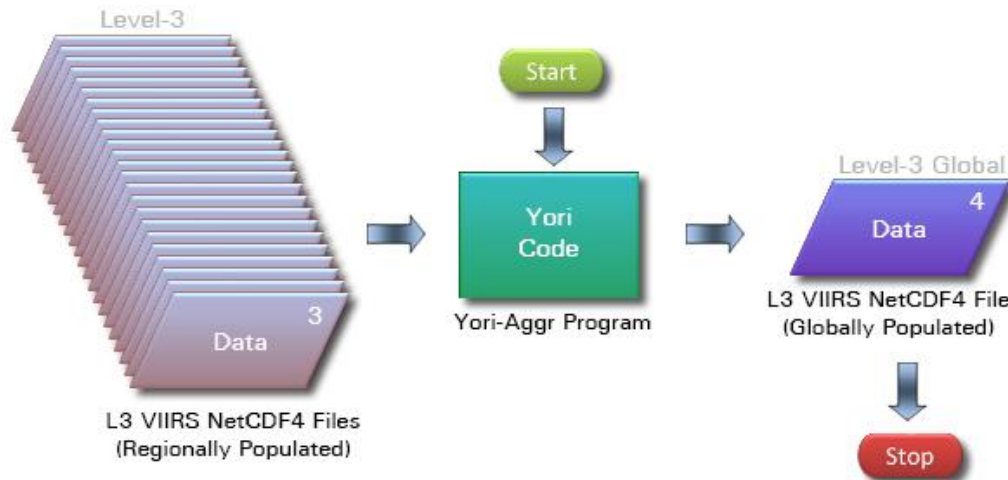 Level-3
3
Data
L3 VIIRS NetCDF4 Files
(Regionally Populated)
Start
Yori
Code
Yori-Aggr Program
Level-3 Global
4
Data
L3 VIIRS NetCDF4 File
(Globally Populated)
Stop